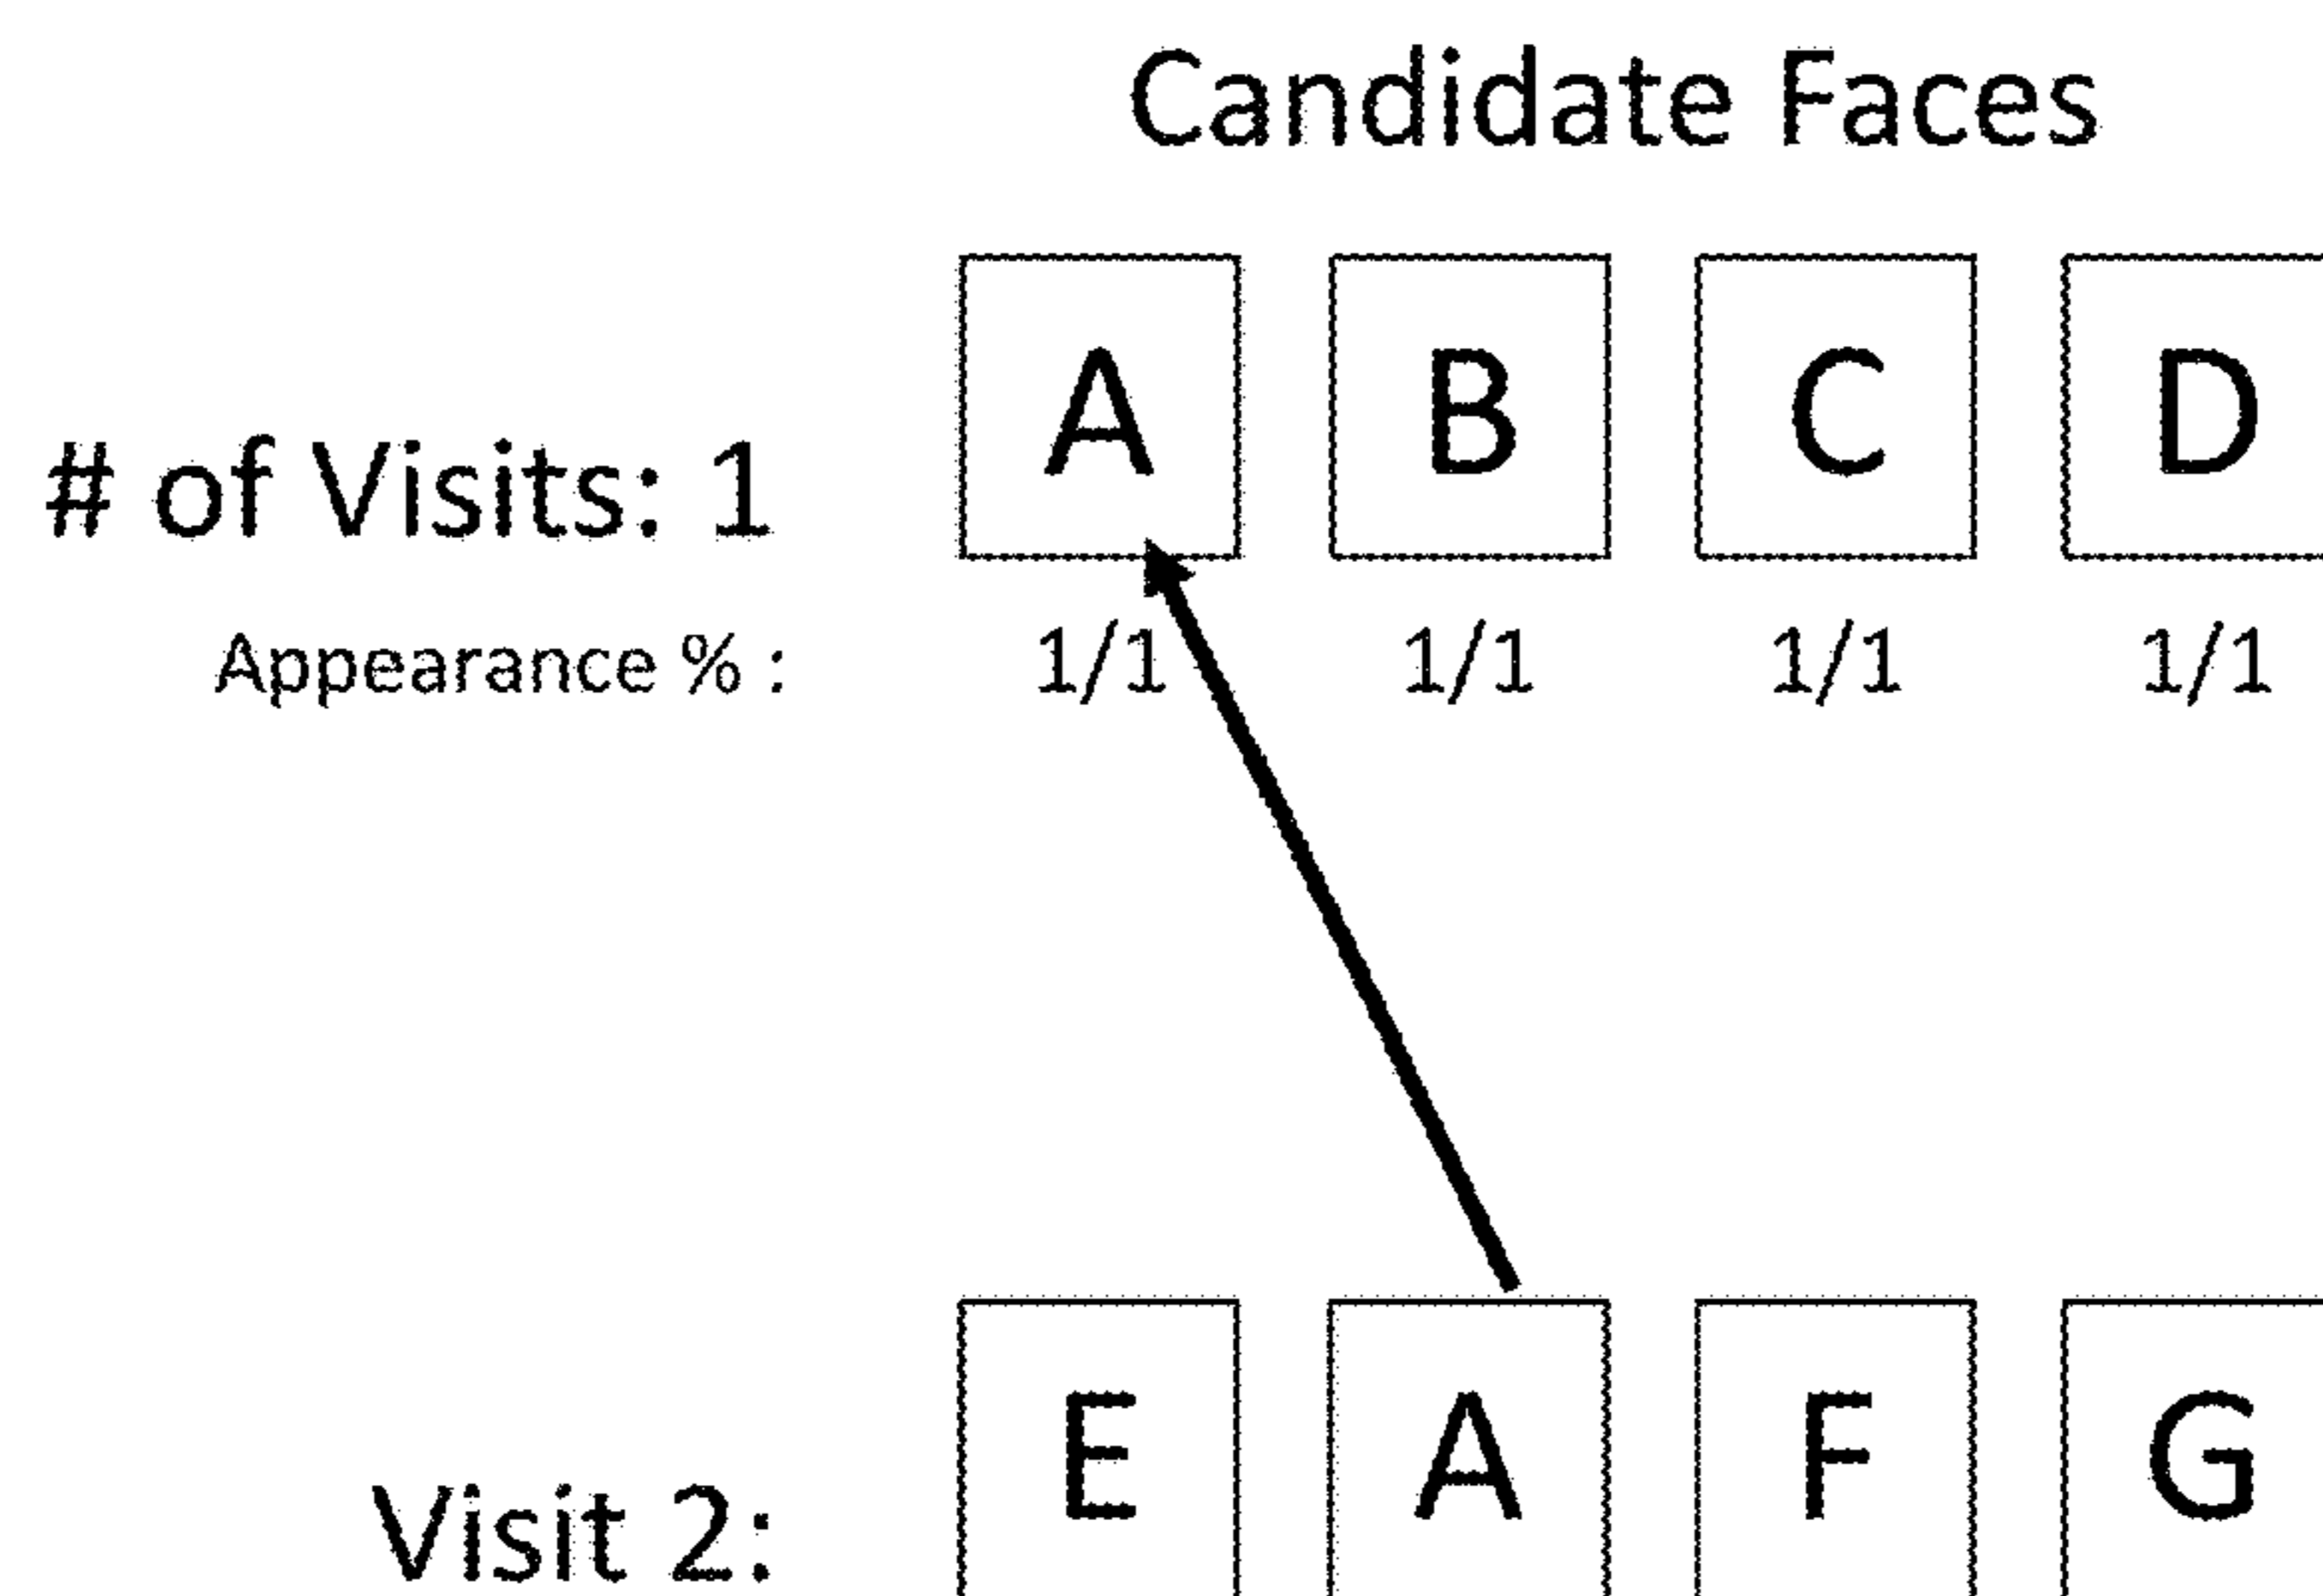 Candidate Faces
A B C D
# of Visits: 1
Appearance % : 1/1 1/1 1/1 1/1
E A F G
Visit 2: